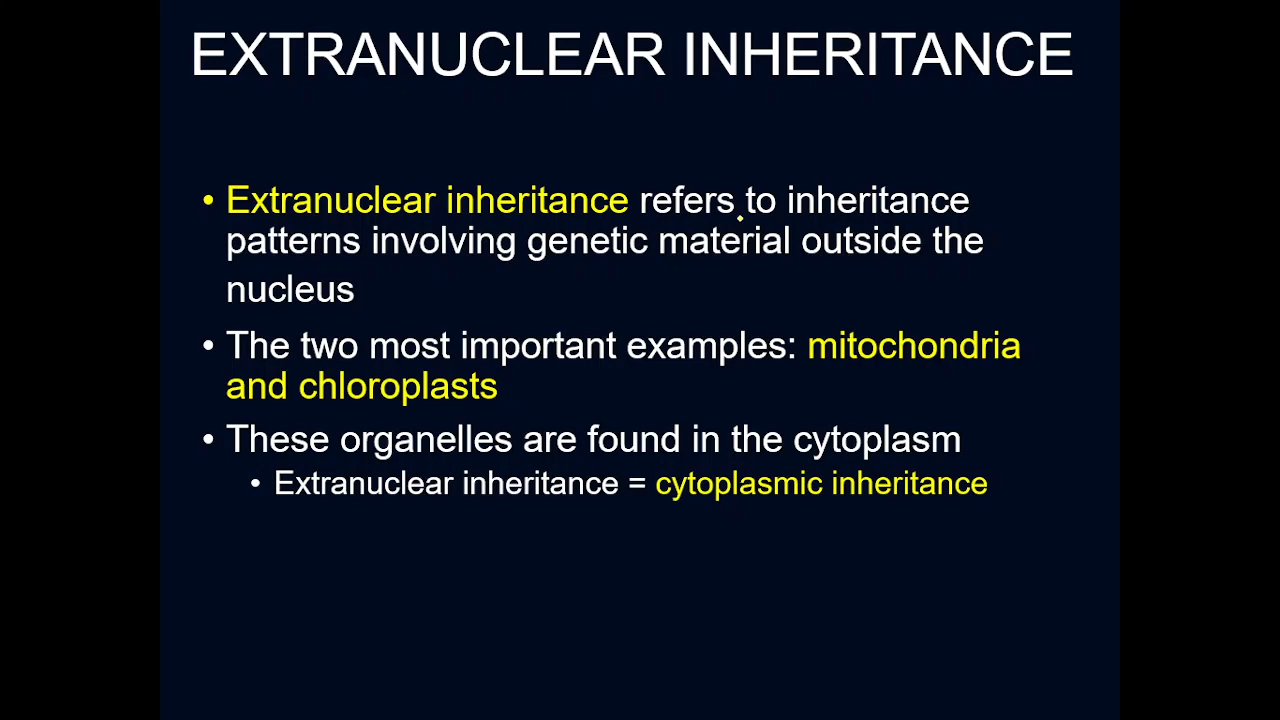 EXTRANUCLEAR INHERITANCE
• Extranuclear inheritance refers to inheritance
patterns involving genetic material outside the
nucleus
• The two most important examples: mitochondria
and chloroplasts
• These organelles are found in the cytoplasm
• Extranuclear inheritance = cytoplasmic inheritance